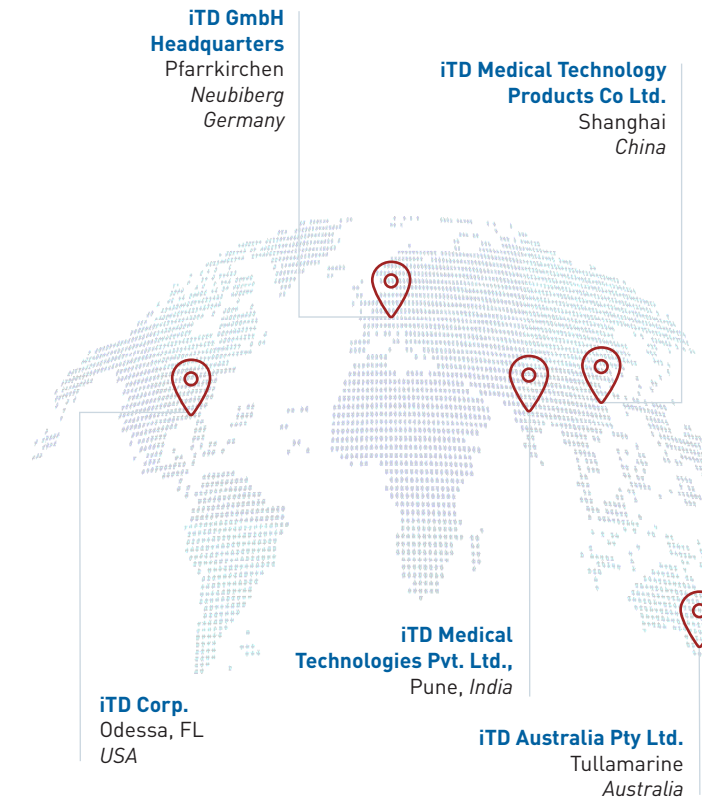 iTD GmbH
Headquarters
Pfarrkirchen
Neubiberg
Germany
iTD Medical Technology
Products Co Ltd.
Shanghai
China
iTD Medical
Technologies Pvt. Ltd.,
Pune, India
iTD Corp.
Odessa, FL
USA
iTD Australia Pty Ltd.
Tullamarine
Australia